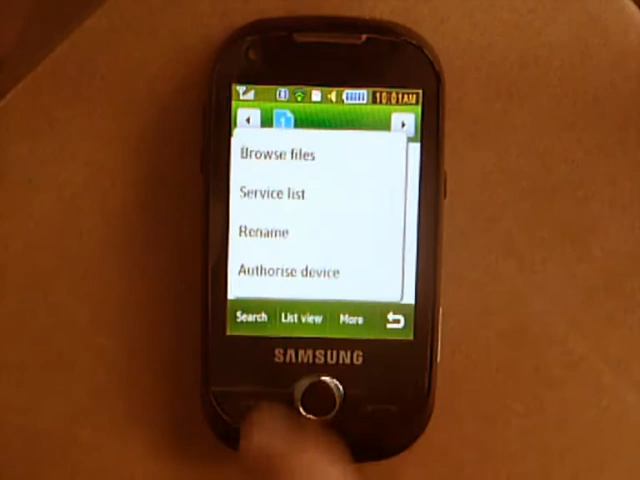 10:01AM
Browse files
Service list
Rename
Authorise device
Search List view More
SAMSUNG